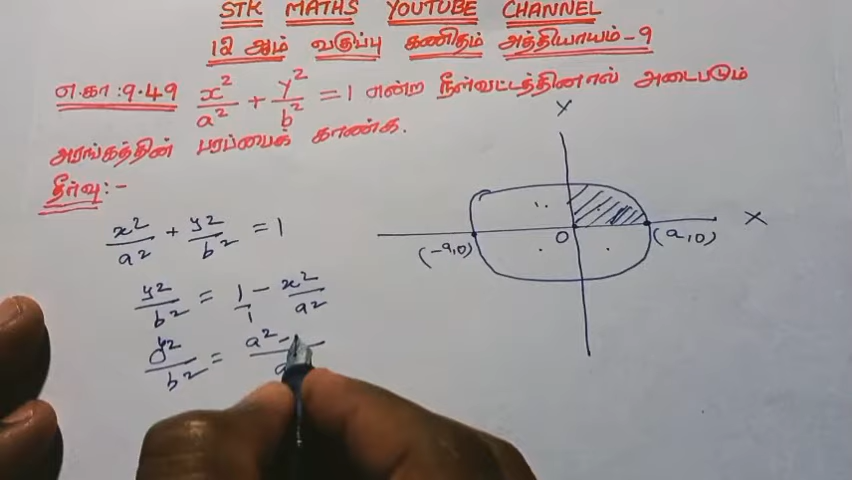 STK MATHS YOUTUBE CHANNEL
12 ஆம் வகுப்பு கணிதம் அத்தியாயம்-9
எ.கா:9.49 x²/a² + y²/b² = 1 என்ற நீள்வட்டத்தினால் அடைபடும்
அரங்கத்தின் பரப்பைக் காண்க.
தீர்வு:-
x²/a² + y²/b² = 1
y²/b² = 1/1 - x²/a²
y²/b² = a² -
Y
X
O
(-a,0)
(a,0)